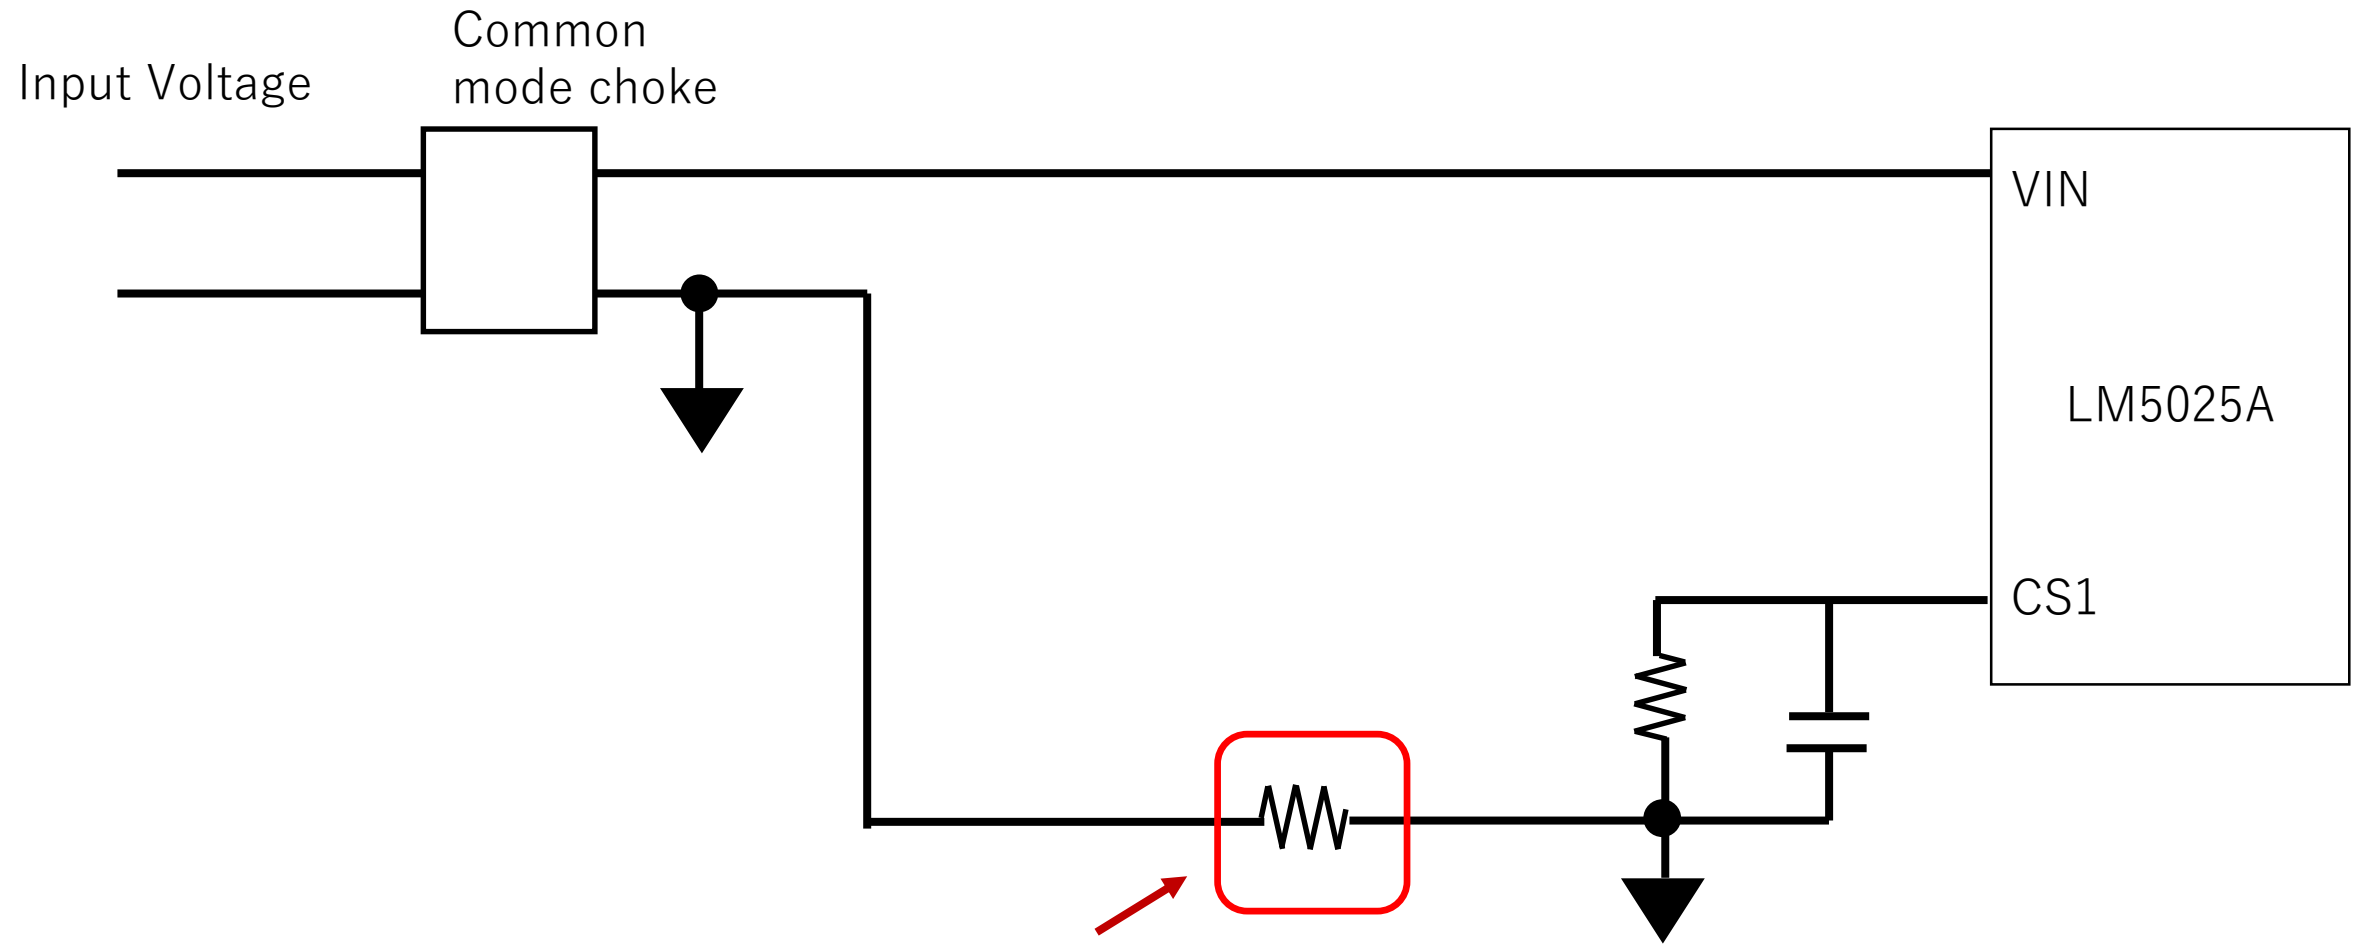 Common
mode choke
Input Voltage
VIN
LM5025A
CS1